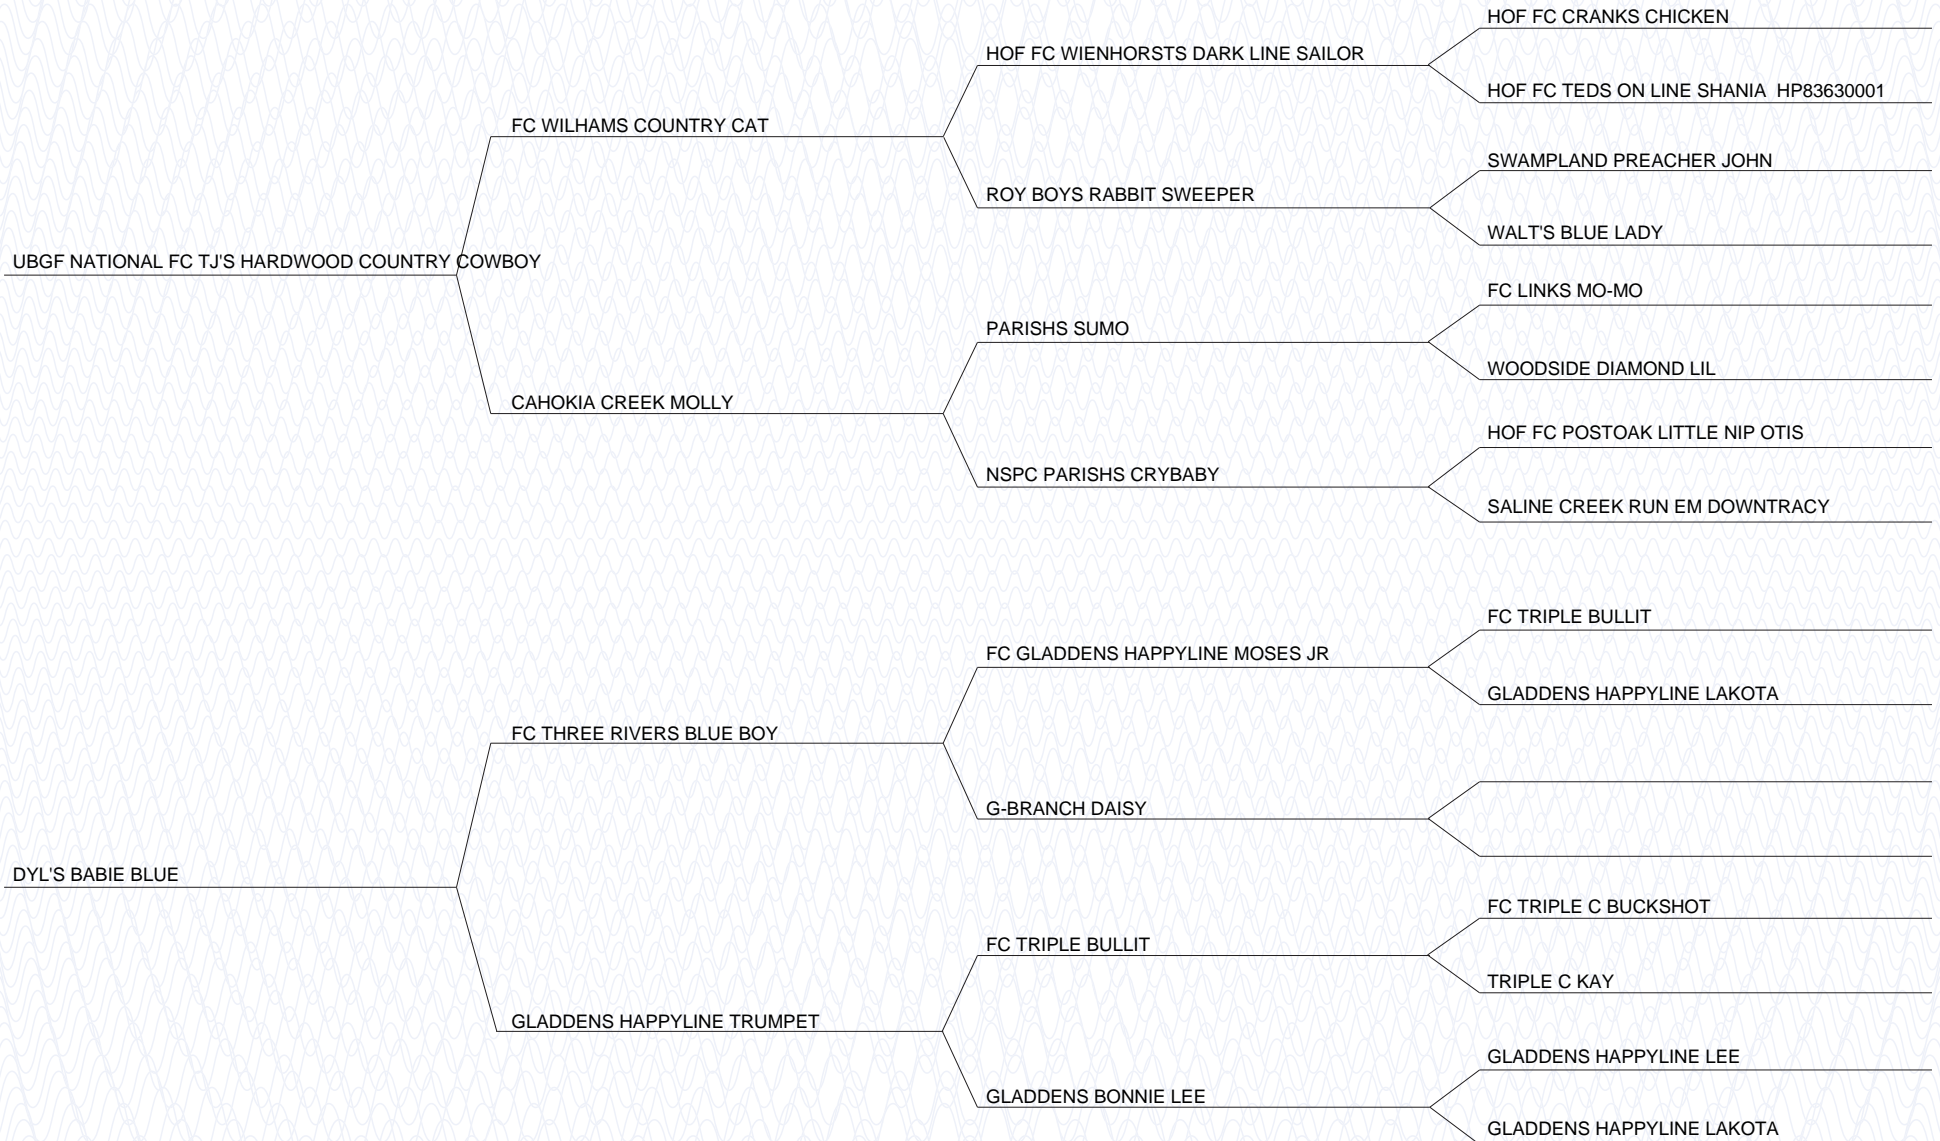 HOF FC CRANKS CHICKEN
HOF FC WIENHORSTS DARK LINE SAILOR
HOF FC TEDS ON LINE SHANIA  HP83630001
FC WILHAMS COUNTRY CAT
SWAMPLAND PREACHER JOHN
ROY BOYS RABBIT SWEEPER
WALT'S BLUE LADY
UBGF NATIONAL FC TJ'S HARDWOOD COUNTRY COWBOY
FC LINKS MO-MO
PARISHS SUMO
WOODSIDE DIAMOND LIL
CAHOKIA CREEK MOLLY
HOF FC POSTOAK LITTLE NIP OTIS
NSPC PARISHS CRYBABY
SALINE CREEK RUN EM DOWNTRACY
FC TRIPLE BULLIT
FC GLADDENS HAPPYLINE MOSES JR
GLADDENS HAPPYLINE LAKOTA
FC THREE RIVERS BLUE BOY
G-BRANCH DAISY
DYL'S BABIE BLUE
FC TRIPLE C BUCKSHOT
FC TRIPLE BULLIT
TRIPLE C KAY
GLADDENS HAPPYLINE TRUMPET
GLADDENS HAPPYLINE LEE
GLADDENS BONNIE LEE
GLADDENS HAPPYLINE LAKOTA